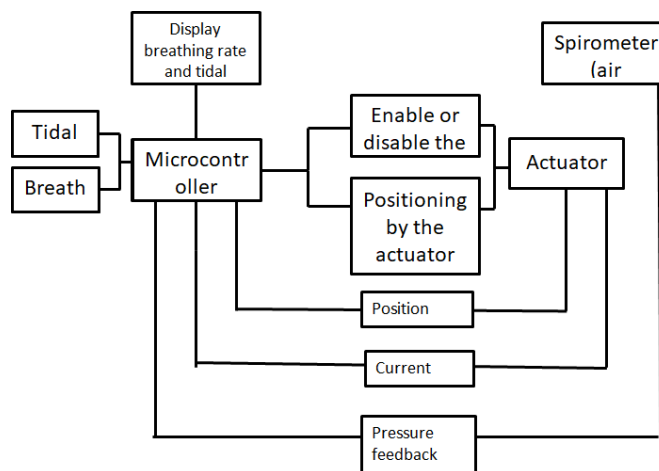 Display
breathing rate
and tidal
Spirometer
(air
Tidal
Breath
Microcontr
oller
Enable or
disable the
Positioning
by the
actuator
Actuator
Position
Current
Pressure
feedback